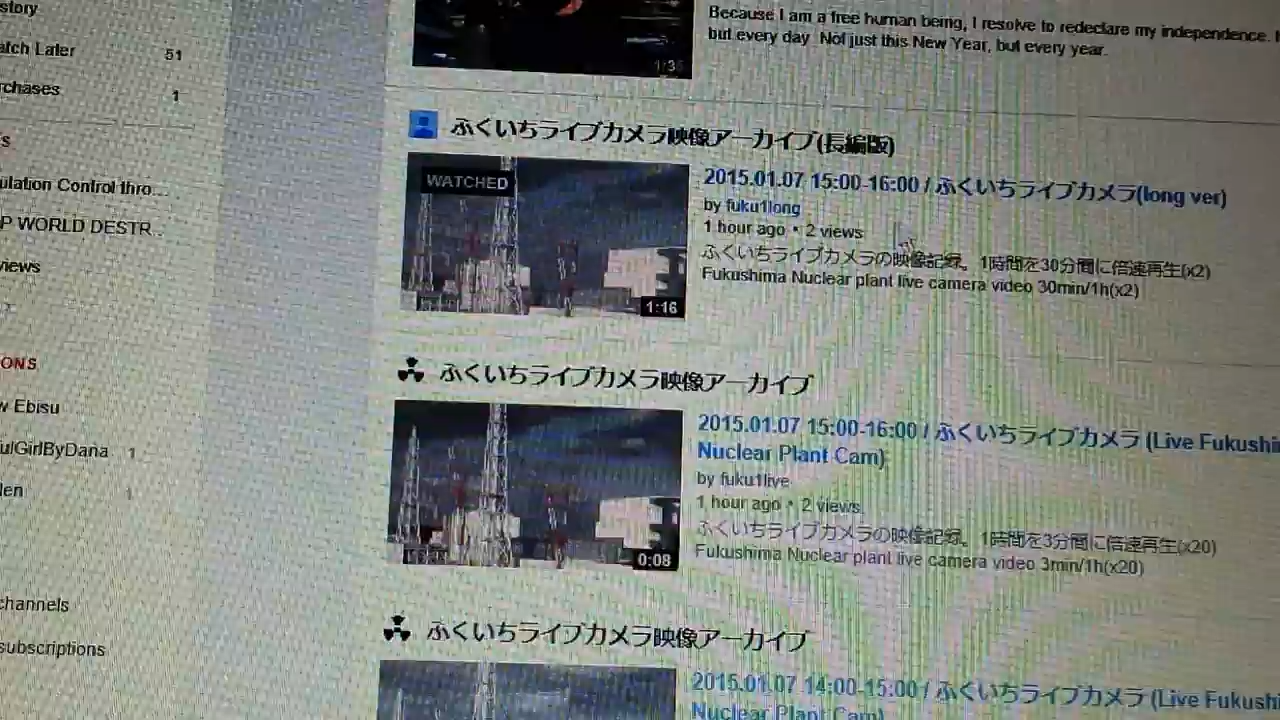 story
atch Later 51
rchases 1
s
ulation Control thro...
P WORLD DESTR...
views
ONS
w Ebisu
ulGirlByDana 1
len 1
channels
subscriptions
1:35
Because I am a free human being, I resolve to redeclare my independence.
but every day Not just this New Year, but every year.
ふくいちライブカメラ映像アーカイブ(長編版)
WATCHED
1:16
2015.01.07 15:00-16:00 / ふくいちライブカメラ(long ver)
by fuku1long
1 hour ago • 2 views
ふくいちライブカメラの映像記録。1時間を30分間に倍速再生(x2)
Fukushima Nuclear plant live camera video 30min/1h(x2)
ふくいちライブカメラ映像アーカイブ
0:08
2015.01.07 15:00-16:00 / ふくいちライブカメラ (Live Fukushi
Nuclear Plant Cam)
by fuku1live
1 hour ago • 2 views
ふくいちライブカメラの映像記録。1時間を3分間に倍速再生(x20)
Fukushima Nuclear plant live camera video 3min/1h(x20)
ふくいちライブカメラ映像アーカイブ
2015.01.07 14:00-15:00 / ふくいちライブカメラ (Live Fukush
Nuclear Plant Cam)